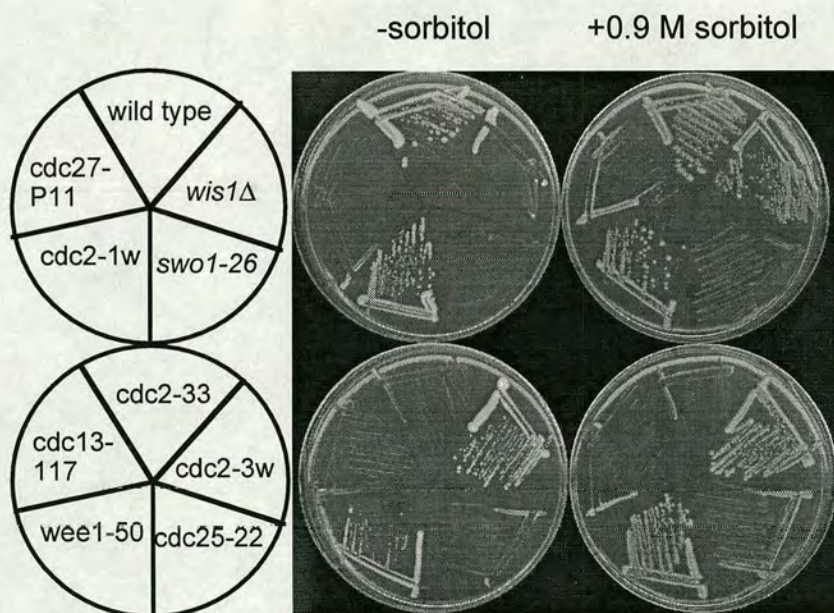 -sorbitol
+0.9 M sorbitol
wild type
cdc27-
P11
wis1Δ
cdc2-1w
swo1-26
cdc2-33
cdc13-
117
cdc2-3w
wee1-50
cdc25-22